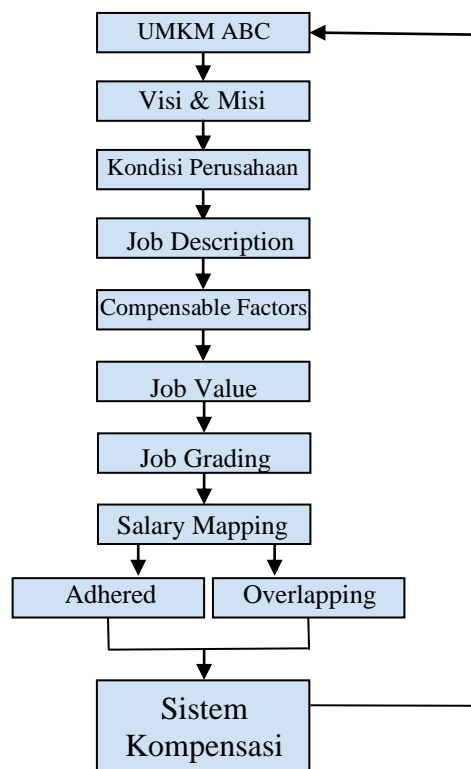 UMKM ABC
Visi & Misi
Kondisi Perusahaan
Job Description
Compensable Factors
Job Value
Job Grading
Salary Mapping
Adhered
Overlapping
Sistem
Kompensasi